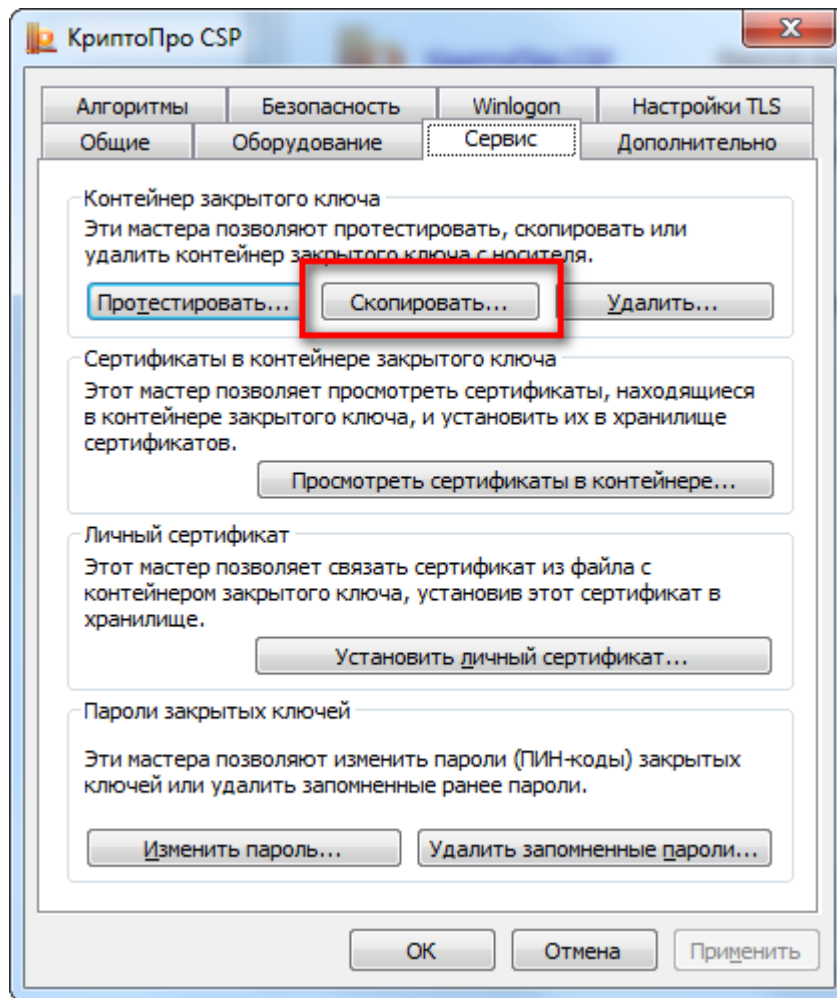 КриптоПро CSP
Алгоритмы Безопасность Winlogon Настройки TLS
Общие Оборудование Сервис Дополнительно
Контейнер закрытого ключа
Эти мастера позволяют протестировать, скопировать или
удалить контейнер закрытого ключа с носителя.
Протестировать... Скопировать... Удалить...
Сертификаты в контейнере закрытого ключа
Этот мастер позволяет просмотреть сертификаты, находящиеся
в контейнере закрытого ключа, и установить их в хранилище
сертификатов.
Просмотреть сертификаты в контейнере...
Личный сертификат
Этот мастер позволяет связать сертификат из файла с
контейнером закрытого ключа, установив этот сертификат в
хранилище.
Установить личный сертификат...
Пароли закрытых ключей
Эти мастера позволяют изменить пароли (ПИН-коды) закрытых
ключей или удалить запомненные ранее пароли.
Изменить пароль... Удалить запомненные пароли...
ОК Отмена Применить